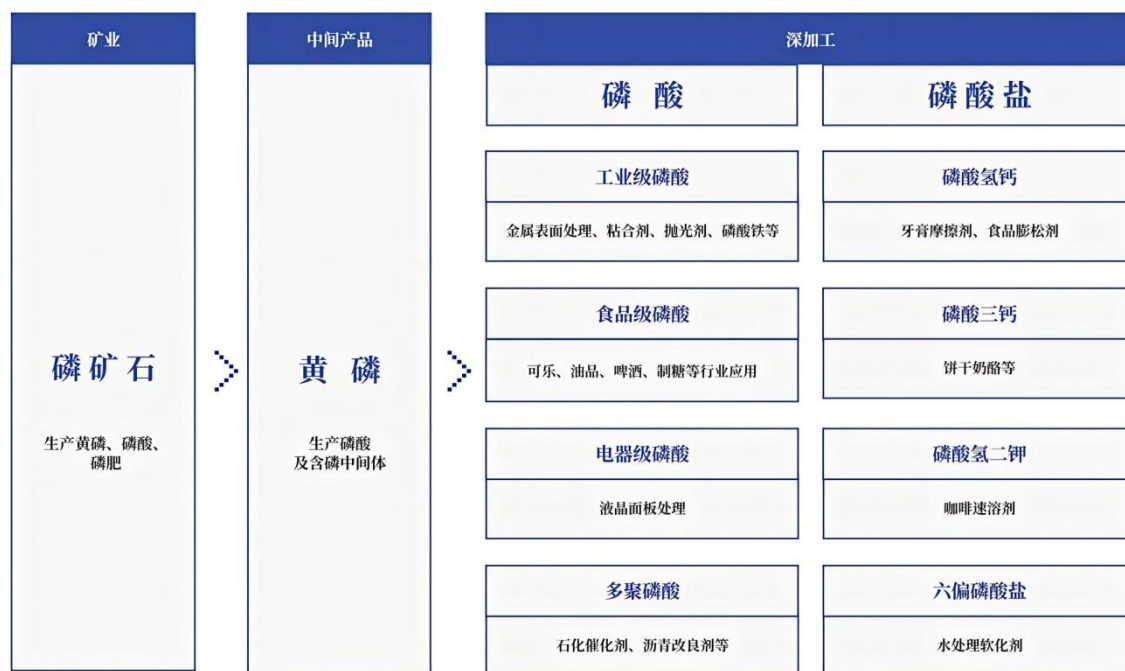 矿业
中间产品
深加工
磷矿石
生产黄磷、磷酸、
磷肥
黄磷
生产磷酸
及含磷中间体
磷酸
磷酸盐
工业级磷酸
金属表面处理、粘合剂、抛光剂、磷酸铁等
磷酸氢钙
牙膏摩擦剂、食品膨松剂
食品级磷酸
可乐、油品、啤酒、制糖等行业应用
磷酸三钙
饼干奶酪等
电器级磷酸
液晶面板处理
磷酸氢二钾
咖啡速溶剂
多聚磷酸
石化催化剂、沥青改良剂等
六偏磷酸盐
水处理软化剂